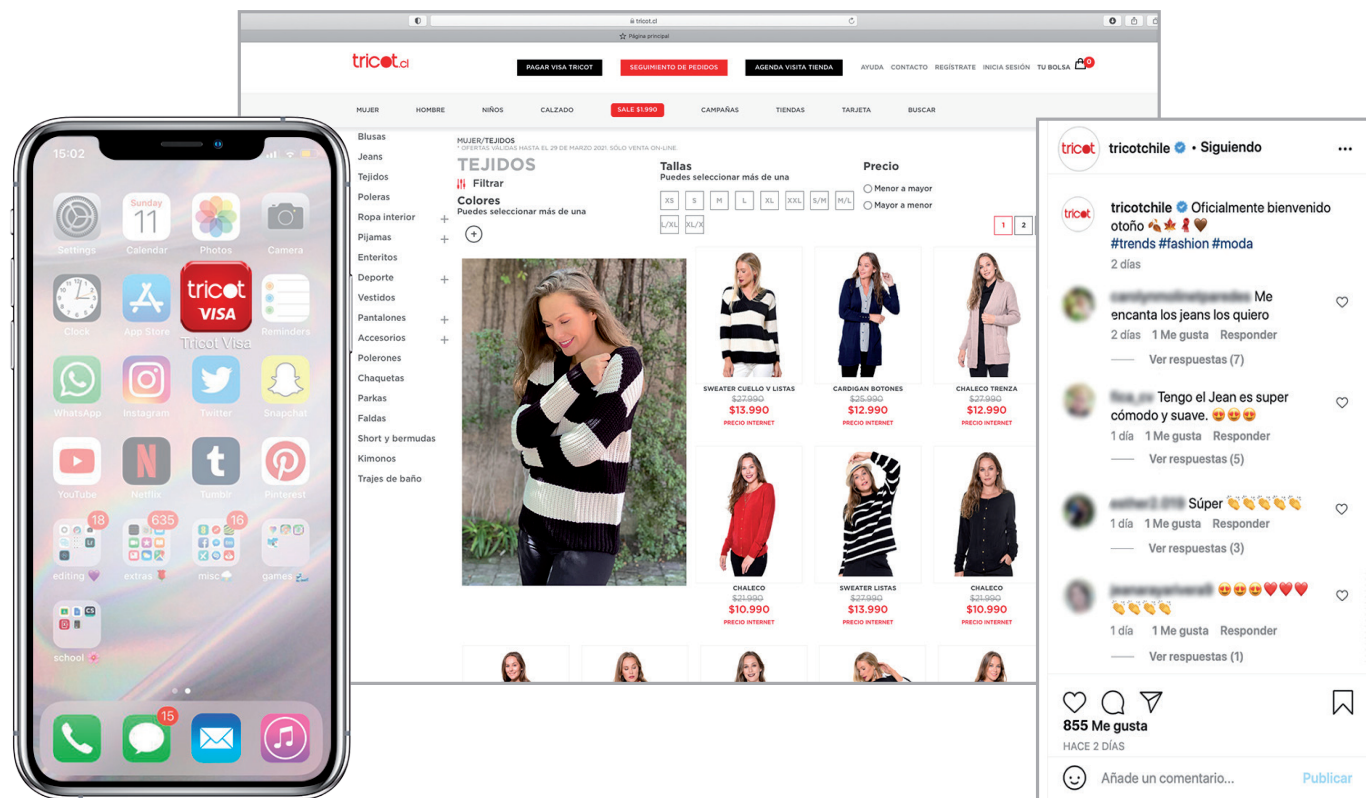 tricot.cl
Página principal
tricot.cl
PAGAR VISA TRICOT
SEGUIMIENTO DE PEDIDOS
AGENDA VISITA TIENDA
AYUDA CONTACTO REGÍSTRATE INICIA SESIÓN TU BOLSA 0
MUJER HOMBRE NIÑOS CALZADO SALE $1.990 CAMPAÑAS TIENDAS TARJETA BUSCAR
Blusas
Jeans
Tejidos
Poleras
Ropa interior +
Pijamas +
Enteritos
Deporte +
Vestidos
Pantalones +
Accesorios +
Polerones
Chaquetas
Parkas
Faldas
Short y bermudas
Kimonos
Trajes de baño
MUJER/TEJIDOS
* OFERTAS VÁLIDAS HASTA EL 29 DE MARZO 2021. SÓLO VENTA ON-LINE
TEJIDOS
Filtrar
Colores
Puedes seleccionar más de una
+
Tallas
Puedes seleccionar más de una
XS S M L XL XXL S/M M/L
L/XL XL/X
Precio
Menor a mayor
Mayor a menor
1 2
SWEATER CUELLO V LISTAS
$27.990
$13.990
PRECIO INTERNET
CARDIGAN BOTONES
$25.990
$12.990
PRECIO INTERNET
CHALECO TRENZA
$27.990
$12.990
PRECIO INTERNET
CHALECO
$21.990
$10.990
PRECIO INTERNET
SWEATER LISTAS
$27.990
$13.990
PRECIO INTERNET
CHALECO
$21.990
$10.990
PRECIO INTERNET
15:02
Settings
Sunday
11
Calendar
Photos
Camera
Clock
App Store
tricot
VISA
Tricot Visa
Reminders
WhatsApp
Instagram
Twitter
Snapchat
YouTube
Netflix
Tumblr
Pinterest
18
editing 💜
635
extras
16
misc
games
school
15
tricot
tricotchile • Siguiendo
...
tricot
tricotchile Oficialmente bienvenido
otoño 🍂🍁🧣🤎
#trends #fashion #moda
2 días
Me
encanta los jeans los quiero
2 días 1 Me gusta Responder
Ver respuestas (7)
Tengo el Jean es super
cómodo y suave. 😍😍😍
1 día 1 Me gusta Responder
Ver respuestas (5)
Súper 👏👏👏👏👏
1 día 1 Me gusta Responder
Ver respuestas (3)
😍😍😍❤️❤️❤️
👏👏👏👏
1 día 1 Me gusta Responder
Ver respuestas (1)
855 Me gusta
HACE 2 DÍAS
Añade un comentario... Publicar